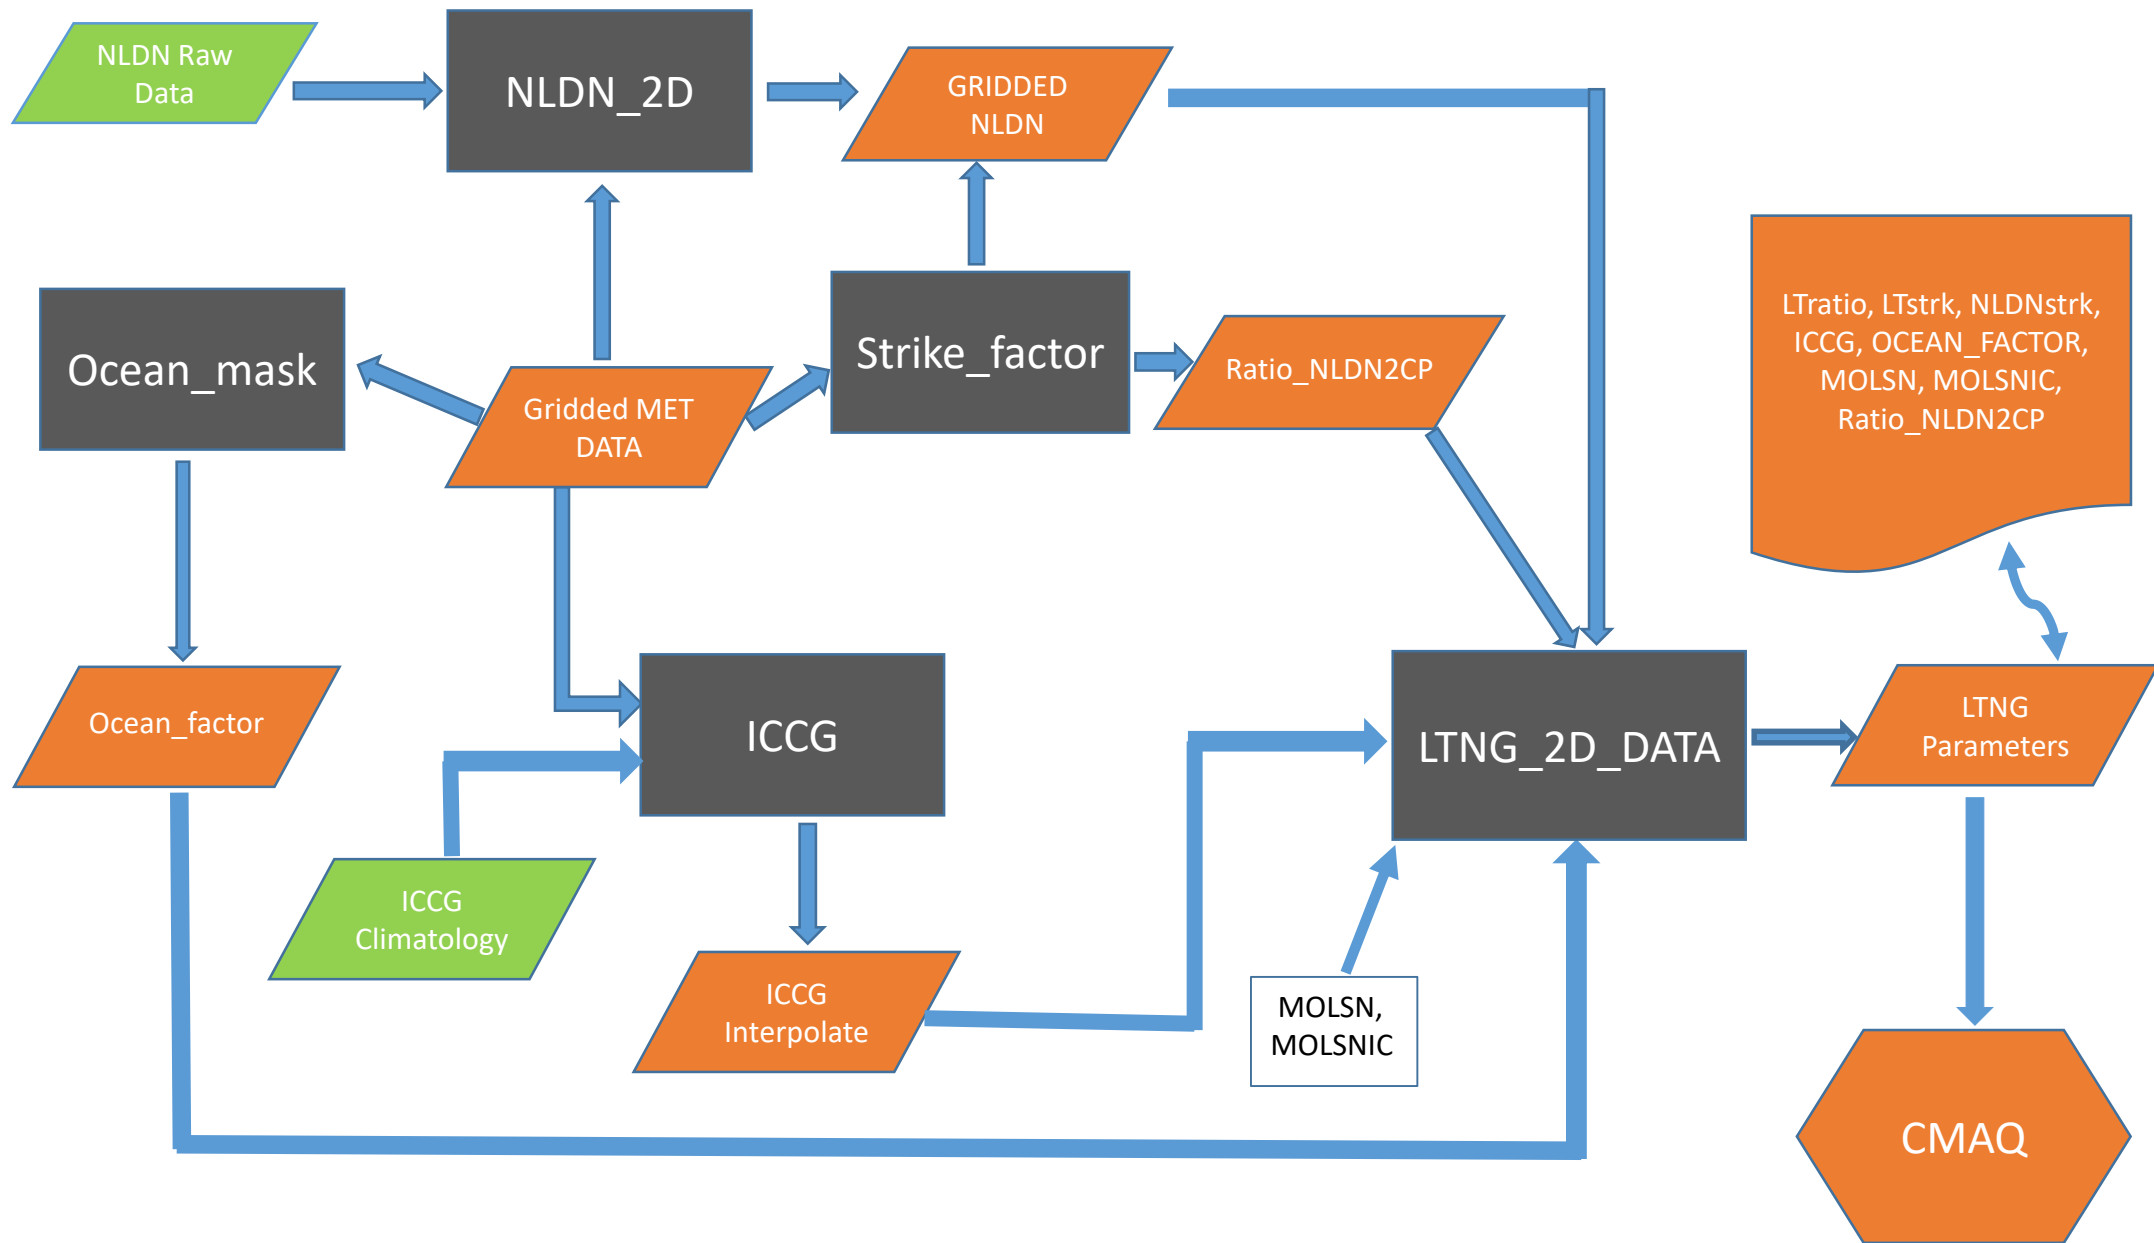 NLDN Raw
Data
NLDN_2D
GRIDDED
NLDN
Ocean_mask
Gridded MET
DATA
Strike_factor
Ratio_NLDN2CP
LTratio, LTstrk, NLDNstrk,
ICCG, OCEAN_FACTOR,
MOLSN, MOLSNIC,
Ratio_NLDN2CP
Ocean_factor
ICCG
LTNG_2D_DATA
LTNG
Parameters
ICCG
Climatology
ICCG
Interpolate
MOLSN,
MOLSNIC
CMAQ